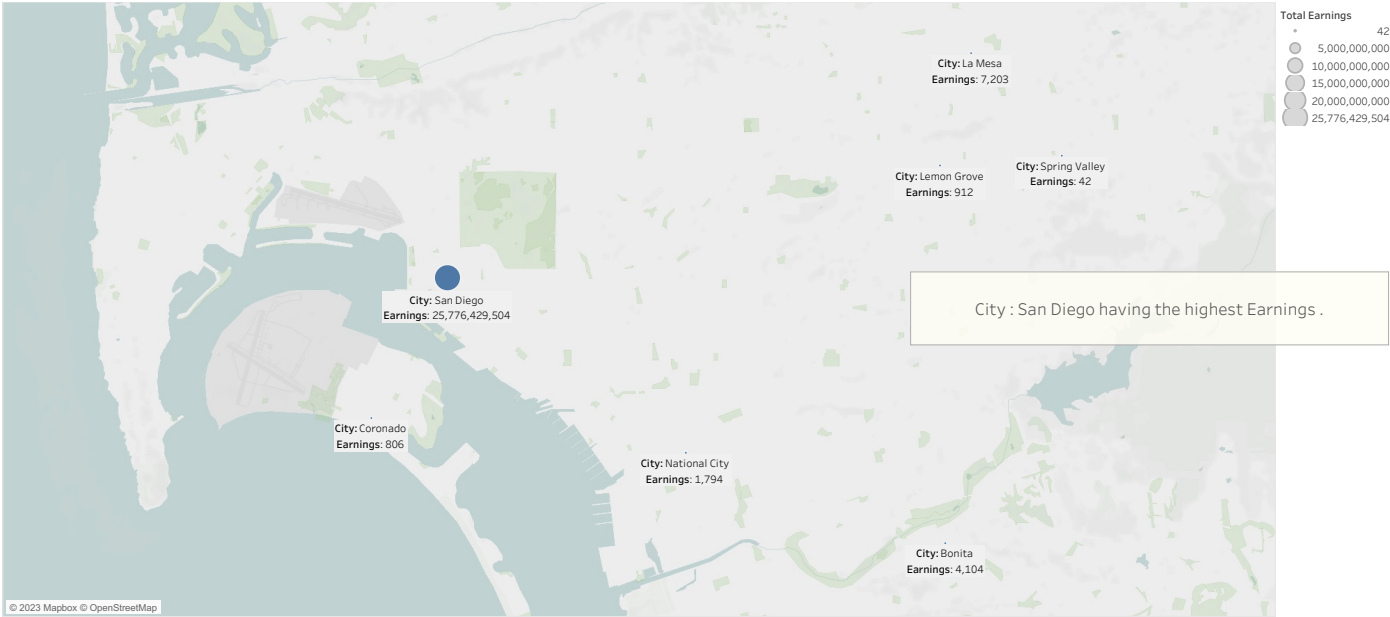 Total Earnings
42
5,000,000,000
10,000,000,000
15,000,000,000
20,000,000,000
25,776,429,504
City: La Mesa
Earnings: 7,203
City: Spring Valley
Earnings: 42
City: Lemon Grove
Earnings: 912
City: San Diego
Earnings: 25,776,429,504
City : San Diego having the highest Earnings .
City: Coronado
Earnings: 806
City: National City
Earnings: 1,794
City: Bonita
Earnings: 4,104
© 2023 Mapbox © OpenStreetMap